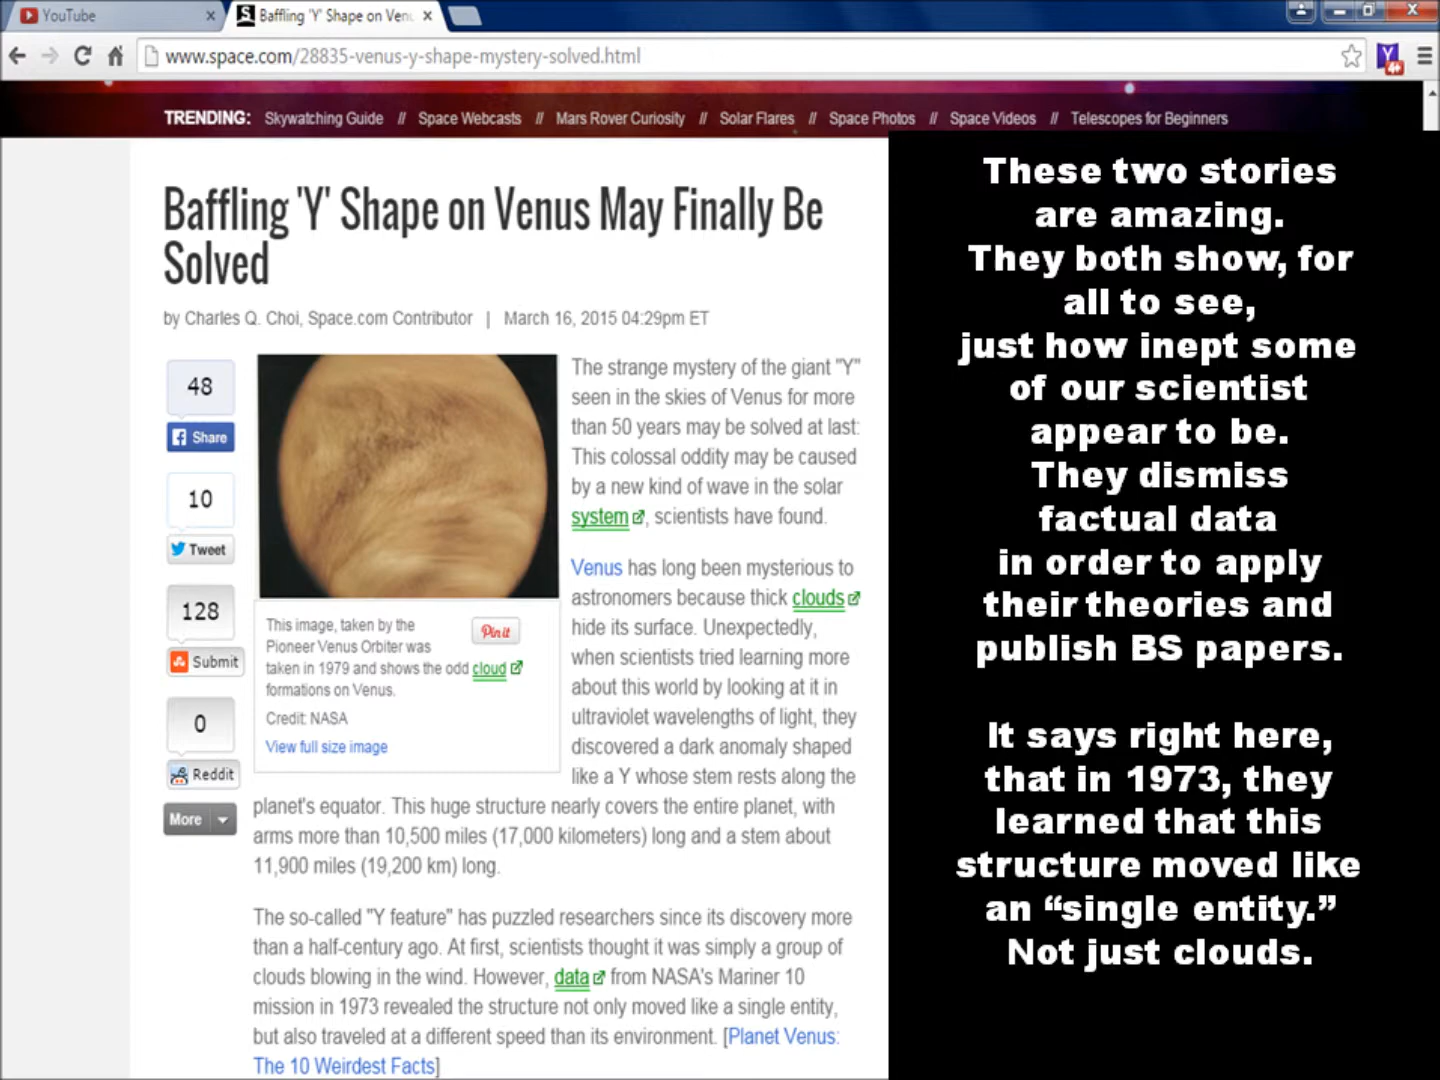 YouTube
Baffling 'Y' Shape on Venu
www.space.com/28835-venus-y-shape-mystery-solved.html
TRENDING: Skywatching Guide // Space Webcasts // Mars Rover Curiosity // Solar Flares // Space Photos // Space Videos // Telescopes for Beginners
Baffling 'Y' Shape on Venus May Finally Be
Solved
by Charles Q. Choi, Space.com Contributor | March 16, 2015 04:29pm ET
48
Share
10
Tweet
128
Submit
0
Reddit
More
This image, taken by the
Pioneer Venus Orbiter was
taken in 1979 and shows the odd cloud
formations on Venus.
Credit: NASA
View full size image
Pin it
The strange mystery of the giant "Y"
seen in the skies of Venus for more
than 50 years may be solved at last:
This colossal oddity may be caused
by a new kind of wave in the solar
system, scientists have found.
Venus has long been mysterious to
astronomers because thick clouds
hide its surface. Unexpectedly,
when scientists tried learning more
about this world by looking at it in
ultraviolet wavelengths of light, they
discovered a dark anomaly shaped
like a Y whose stem rests along the
planet's equator. This huge structure nearly covers the entire planet, with
arms more than 10,500 miles (17,000 kilometers) long and a stem about
11,900 miles (19,200 km) long.
The so-called "Y feature" has puzzled researchers since its discovery more
than a half-century ago. At first, scientists thought it was simply a group of
clouds blowing in the wind. However, data from NASA's Mariner 10
mission in 1973 revealed the structure not only moved like a single entity,
but also traveled at a different speed than its environment. [Planet Venus:
The 10 Weirdest Facts]
These two stories
are amazing.
They both show, for
all to see,
just how inept some
of our scientist
appear to be.
They dismiss
factual data
in order to apply
their theories and
publish BS papers.
It says right here,
that in 1973, they
learned that this
structure moved like
an “single entity.”
Not just clouds.